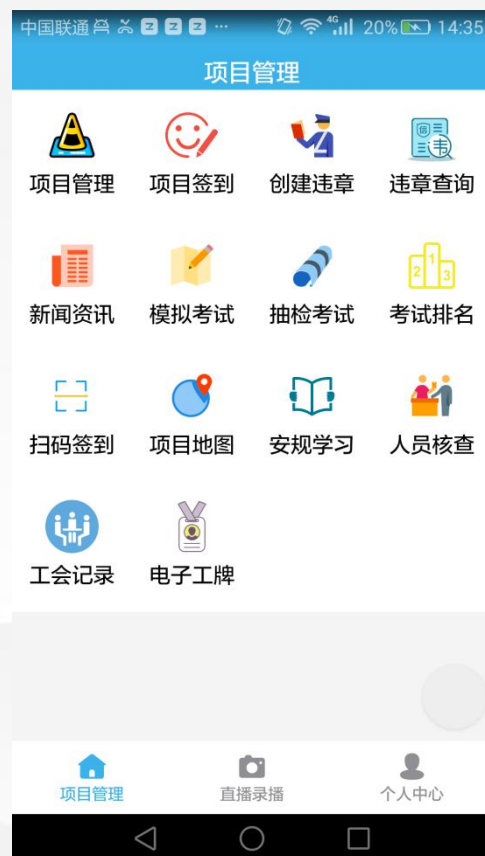 中国联通 Z Z Z … 4G 20% 14:35
项目管理
项目管理 项目签到 创建违章 违章查询
新闻资讯 模拟考试 抽检考试 考试排名
扫码签到 项目地图 安规学习 人员核查
工会记录 电子工牌
项目管理 直播录播 个人中心